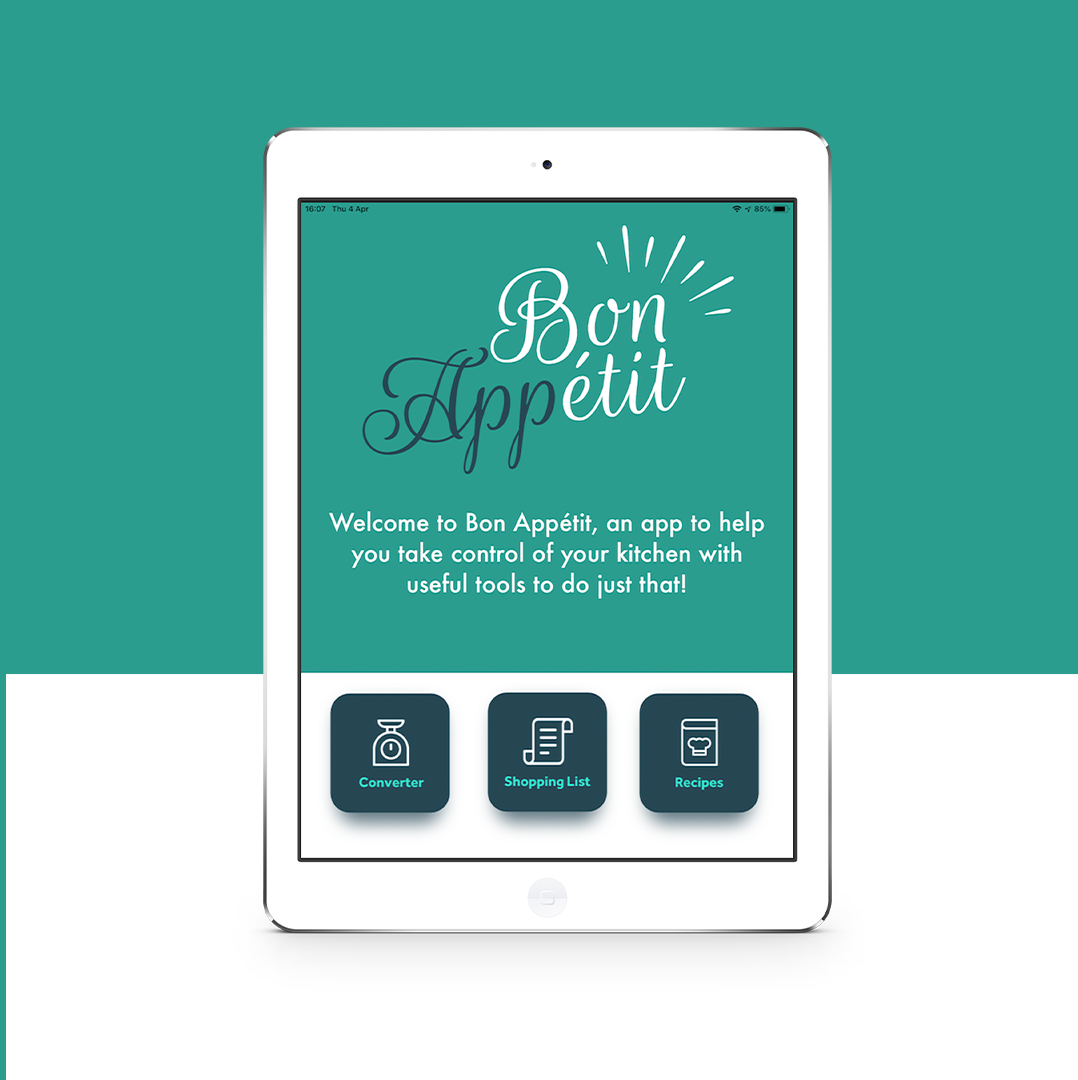 16:07 Thu 4 Apr 85%
Bon
Appétit
Welcome to Bon Appétit, an app to help
you take control of your kitchen with
useful tools to do just that!
Converter Shopping List Recipes